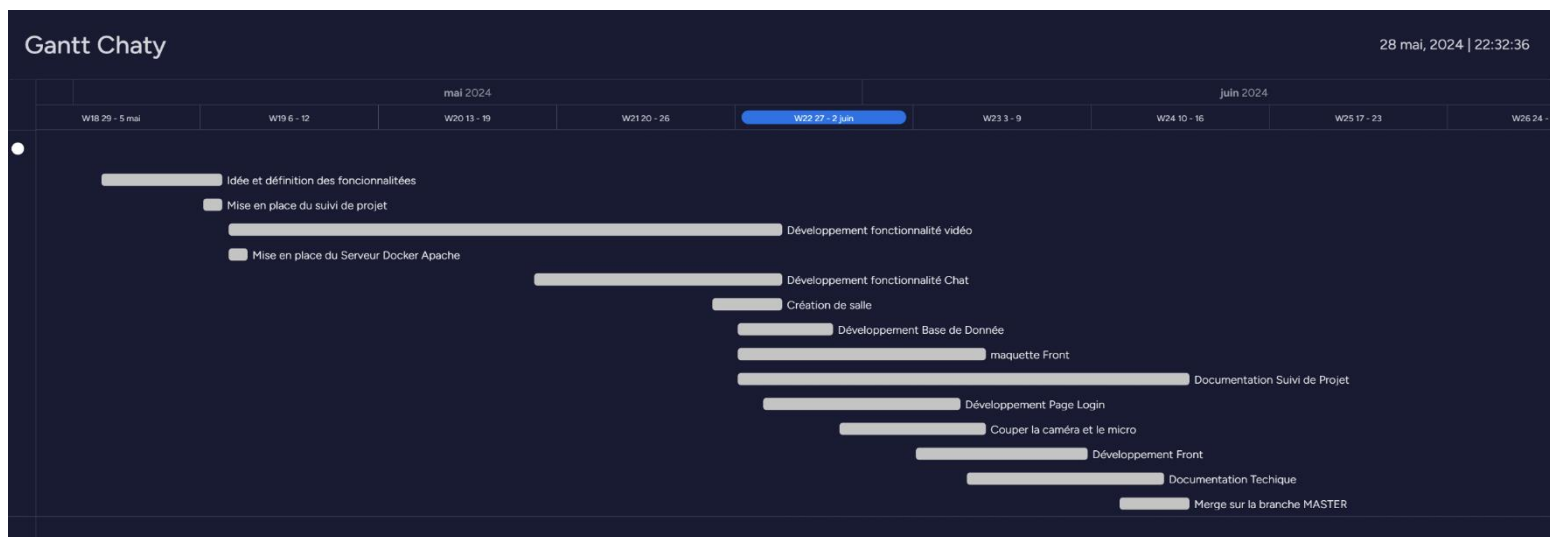 Gantt Chaty
28 mai, 2024 | 22:32:36
mai 2024 juin 2024
W18 29 - 5 mai W19 6 - 12 W20 13 - 19 W21 20 - 26 W22 27 - 2 juin W23 3 - 9 W24 10 - 16 W25 17 - 23 W26 24 -
Idée et définition des foncionnalitées
Mise en place du suivi de projet
Développement fonctionnalité vidéo
Mise en place du Serveur Docker Apache
Développement fonctionalité Chat
Création de salle
Développement Base de Donnée
maquette Front
Documentation Suivi de Projet
Développement Page Login
Couper la caméra et le micro
Développement Front
Documentation Techique
Merge sur la branche MASTER